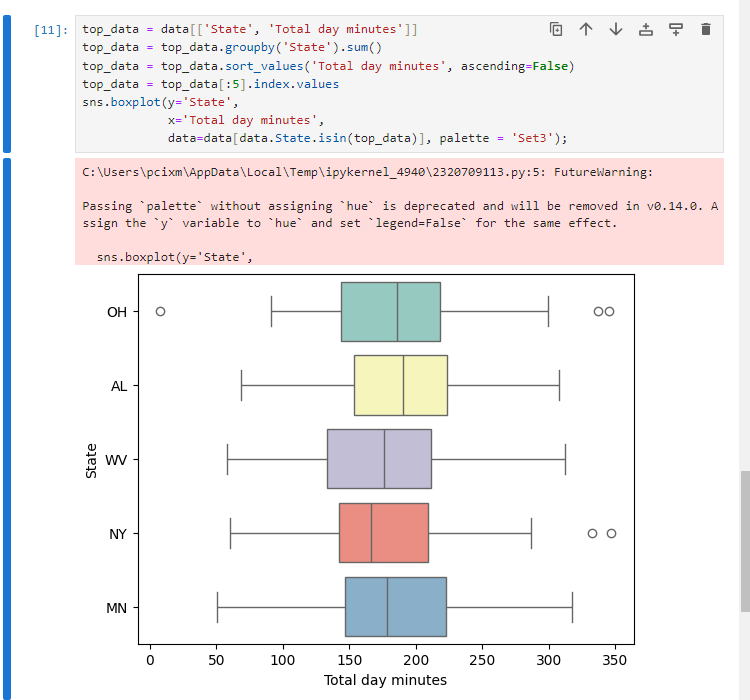 [11]:
top_data = data[['State', 'Total day minutes']]
top_data = top_data.groupby('State').sum()
top_data = top_data.sort_values('Total day minutes', ascending=False)
top_data = top_data[:5].index.values
sns.boxplot(y='State',
            x='Total day minutes',
            data=data[data.State.isin(top_data)], palette = 'Set3');
C:\Users\pcixm\AppData\Local\Temp\ipykernel_4940\2320709113.py:5: FutureWarning:
Passing `palette` without assigning `hue` is deprecated and will be removed in v0.14.0. A
ssign the `y` variable to `hue` and set `legend=False` for the same effect.
  sns.boxplot(y='State',
OH
AL
WV
NY
MN
State
0 50 100 150 200 250 300 350
Total day minutes